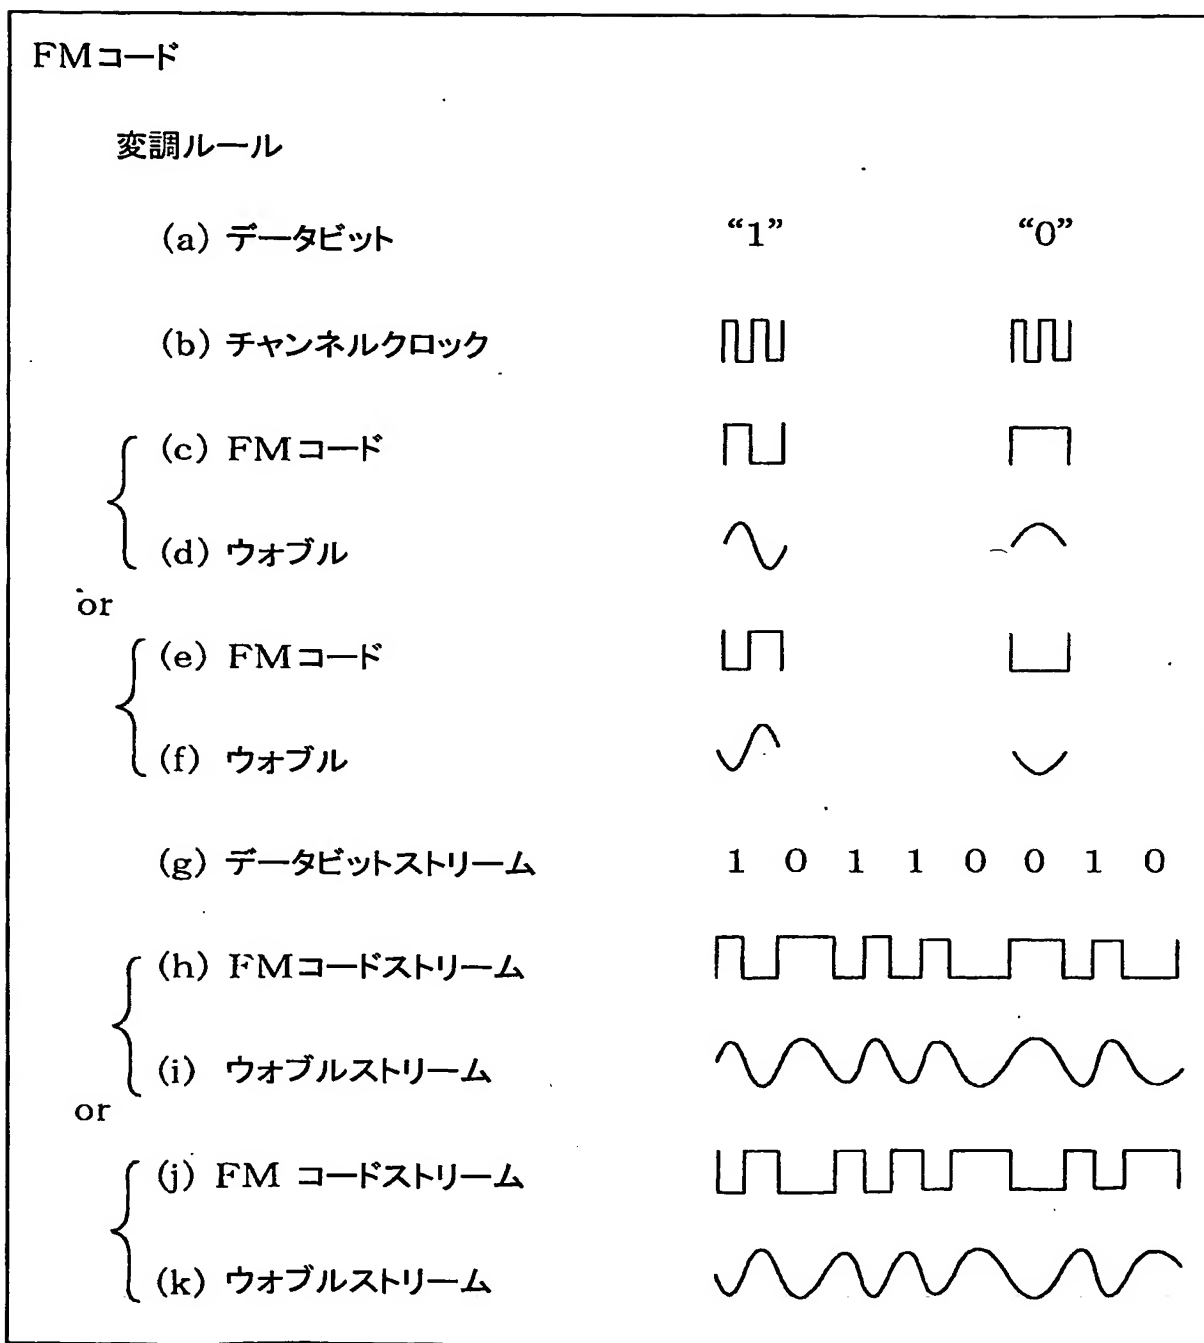 FMコード
変調ルール
(a) データビット “1” “0”
(b) チャンネルクロック
(c) FMコード
(d) ウォブル
or
(e) FMコード
(f) ウォブル
(g) データビットストリーム 1 0 1 1 0 0 1 0
(h) FMコードストリーム
(i) ウォブルストリーム
or
(j) FM コードストリーム
(k) ウォブルストリーム